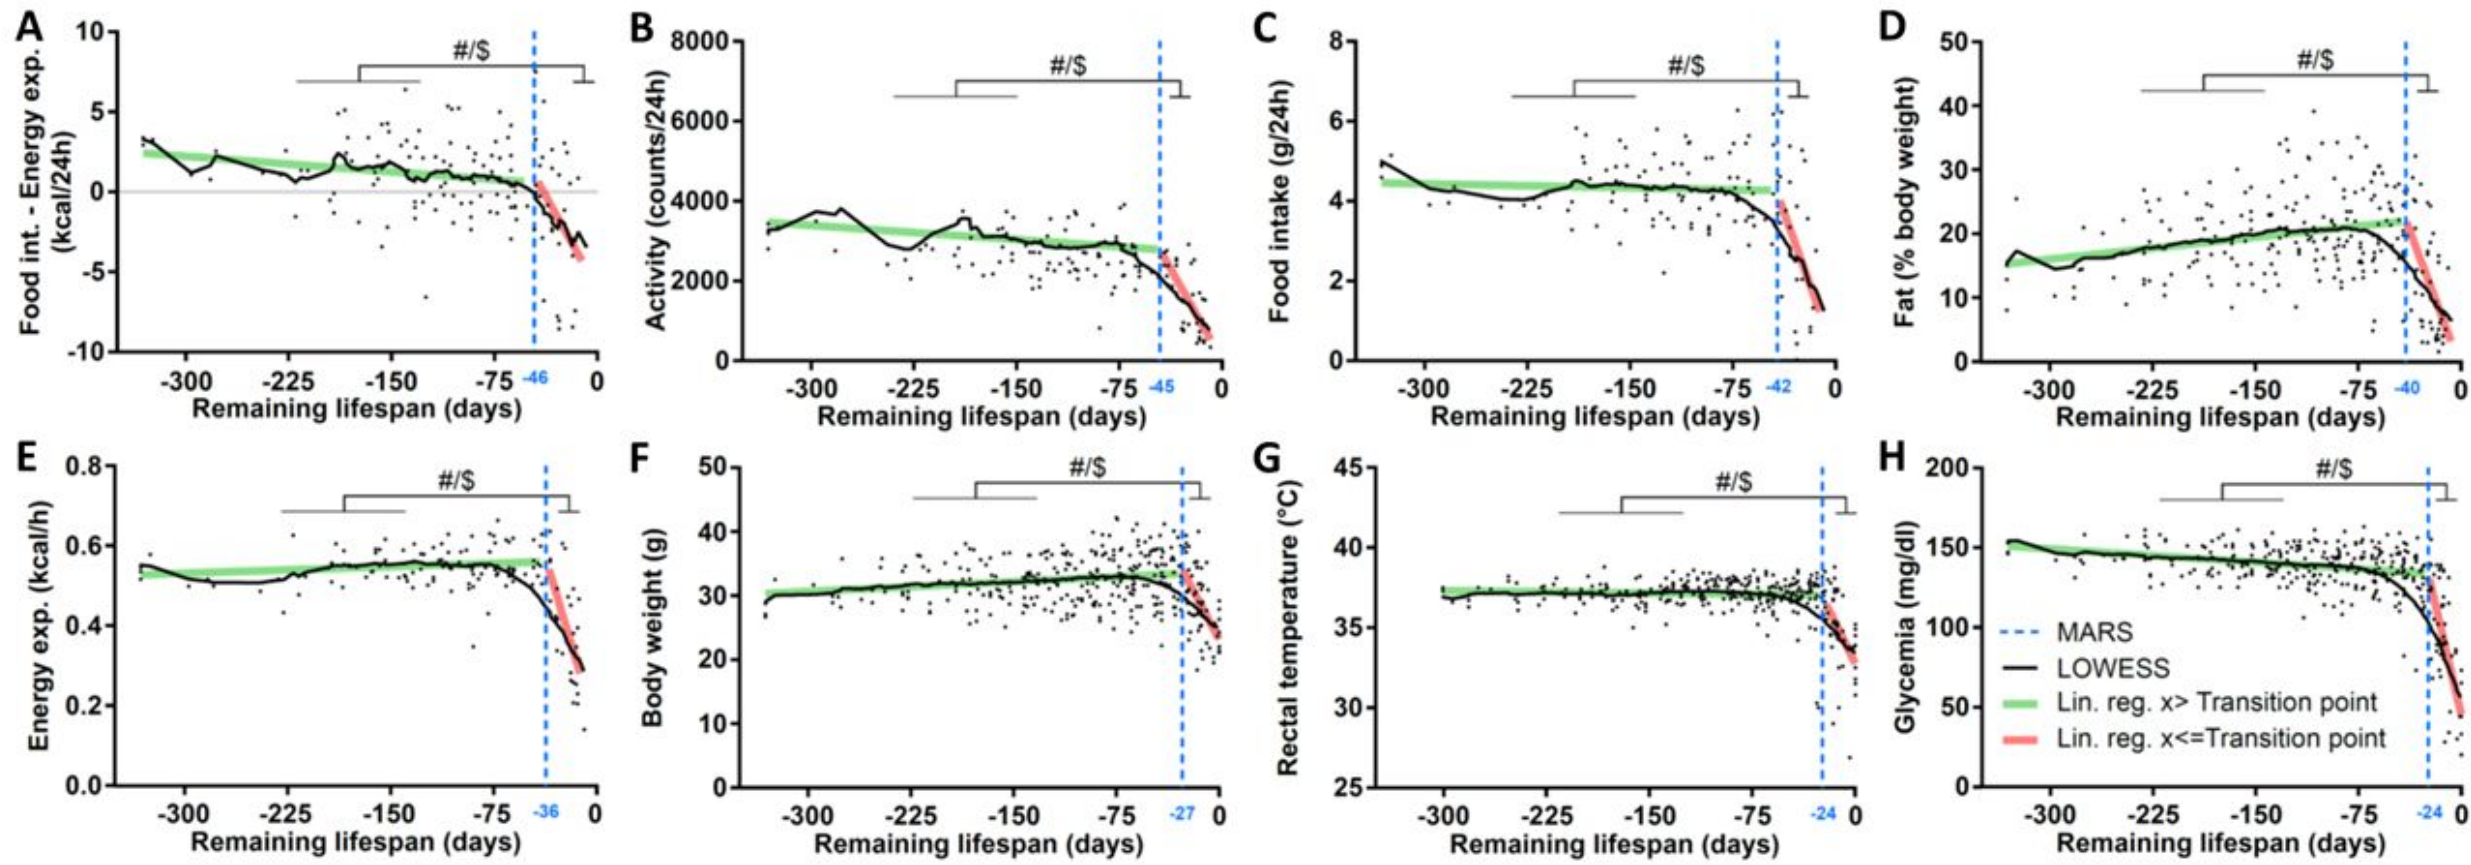 A
Food int. - Energy exp.
(kcal/24h)
10
5
0
-5
-10
#/$
-300 -225 -150 -75 -46 0
Remaining lifespan (days)
B
Activity (counts/24h)
8000
6000
4000
2000
0
#/$
-300 -225 -150 -75 -45 0
Remaining lifespan (days)
C
Food intake (g/24h)
8
6
4
2
0
#/$
-300 -225 -150 -75 -42 0
Remaining lifespan (days)
D
Fat (% body weight)
50
40
30
20
10
0
#/$
-300 -225 -150 -75 -40 0
Remaining lifespan (days)
E
Energy exp. (kcal/h)
0.8
0.6
0.4
0.2
0.0
#/$
-300 -225 -150 -75 -36 0
Remaining lifespan (days)
F
Body weight (g)
50
40
30
20
10
0
#/$
-300 -225 -150 -75 -27 0
Remaining lifespan (days)
G
Rectal temperature (°C)
45
40
35
30
25
#/$
-300 -225 -150 -75 -24 0
Remaining lifespan (days)
H
Glycemia (mg/dl)
200
150
100
50
0
#/$
MARS
LOWESS
Lin. reg. x> Transition point
Lin. reg. x<=Transition point
-300 -225 -150 -75 -24 0
Remaining lifespan (days)